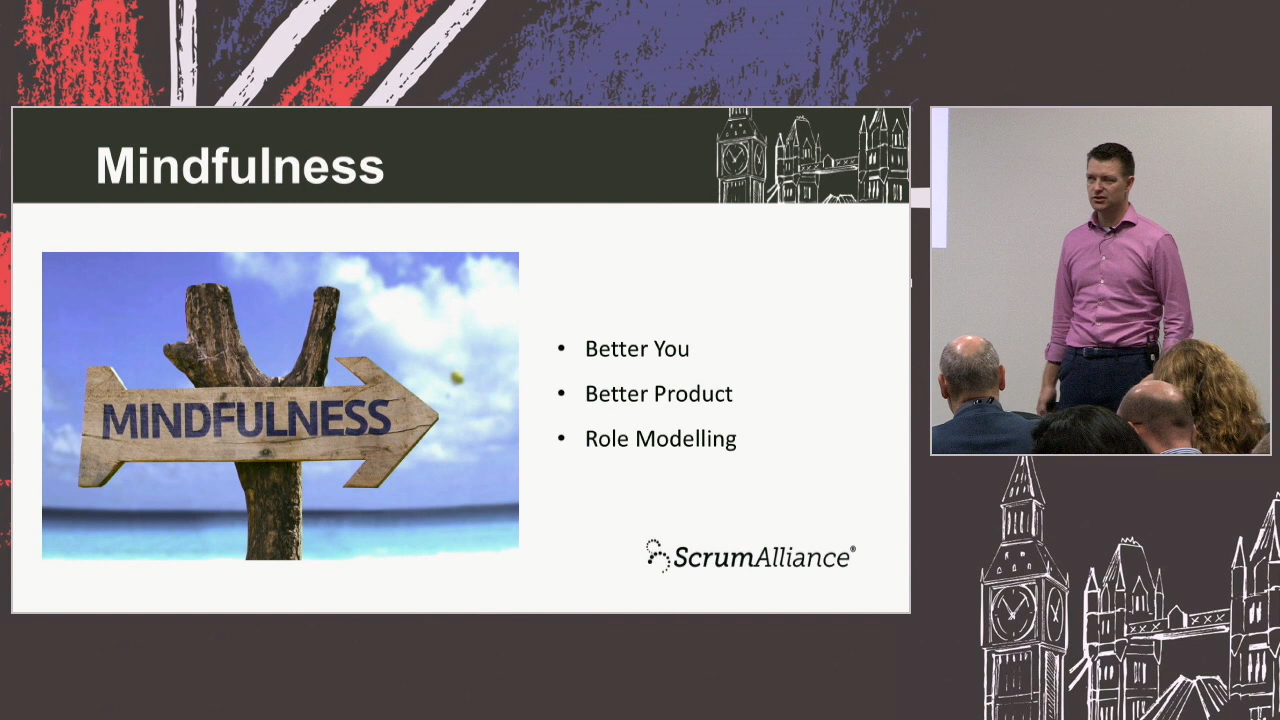 Mindfulness
MINDFULNESS
• Better You
• Better Product
• Role Modelling
ScrumAlliance®